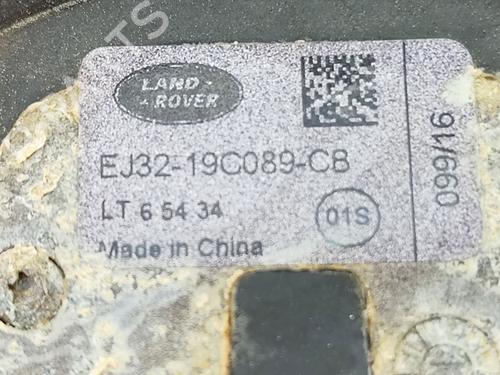 LAND-
-ROVER
EJ32-19C089-CB
LT 6 54 34
01S
Made in China
099/16